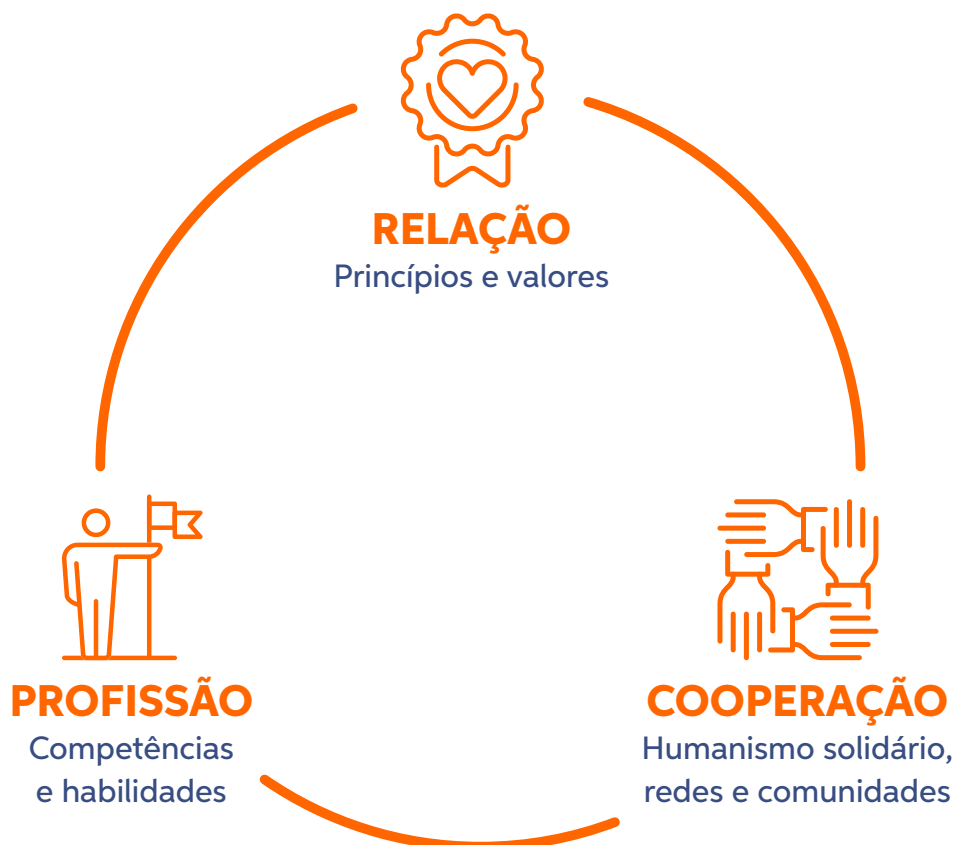 RELAÇÃO
Princípios e valores
PROFISSÃO
Competências
e habilidades
COOPERAÇÃO
Humanismo solidário,
redes e comunidades